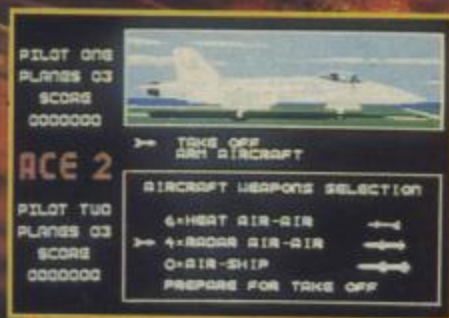 PILOT ONE
PLANES 03
SCORE
0000000
TAKE OFF
ARM AIRCRAFT
ACE 2
PILOT TWO
PLANES 03
SCORE
0000000
AIRCRAFT WEAPONS SELECTION
6×HEAT AIR-AIR
4×RADAR AIR-AIR
0×AIR-SHIP
PREPARE FOR TAKE OFF